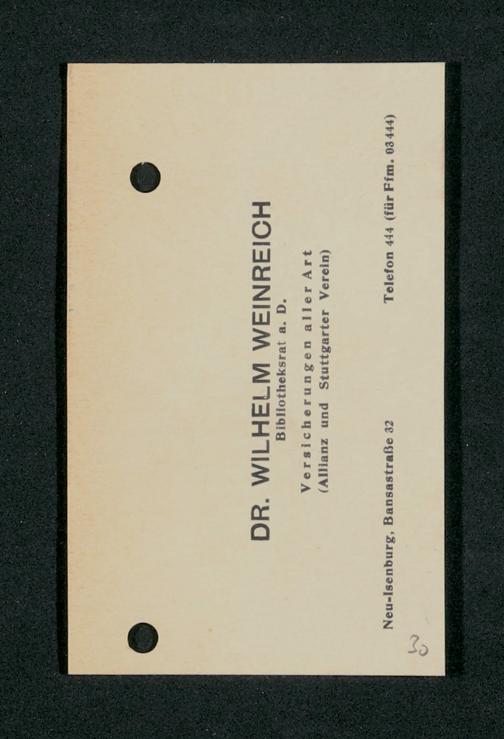 DR. WILHELM WEINREICH
Bibliotheksrat a. D.
Versicherungen aller Art
(Allianz und Stuttgarter Verein)
Neu-Isenburg, Bansastraße 32 Telefon 444 (für Ffm. 03444)
30